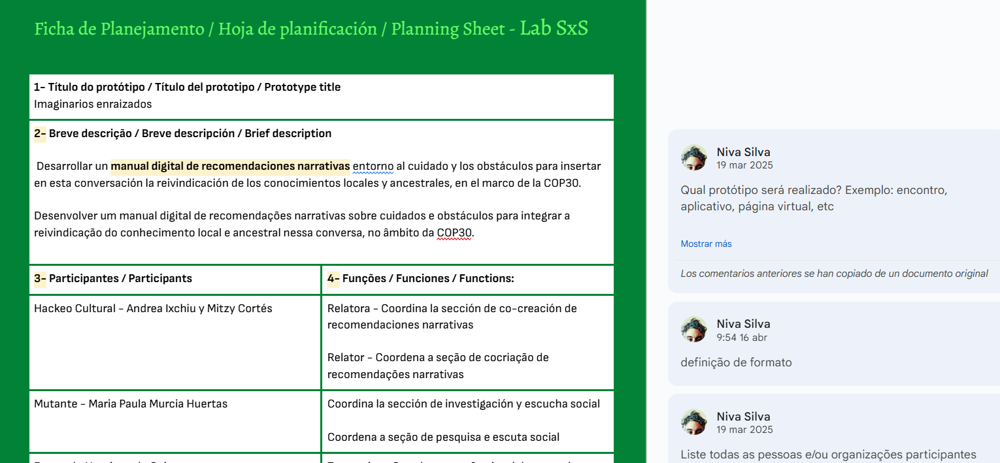 Ficha de Planejamento / Hoja de planificación / Planning Sheet - Lab SxS
1- Título do protótipo / Título del prototipo / Prototype title
Imaginarios enraizados
2- Breve descrição / Breve descripción / Brief description
Desarrollar un manual digital de recomendaciones narrativas entorno al cuidado y los obstáculos para insertar
en esta conversación la reivindicación de los conocimientos locales y ancestrales, en el marco de la COP30.
Desenvolver um manual digital de recomendações narrativas sobre cuidados e obstáculos para integrar a
reivindicação do conhecimento local e ancestral nessa conversa, no âmbito da COP30.
3- Participantes / Participants
4- Funções / Funciones / Functions:
Hackeo Cultural - Andrea Ixchiu y Mitzy Cortés
Relatora - Coordina la sección de co-creación de
recomendaciones narrativas
Relator - Coordena a seção de cocriação de
recomendações narrativas
Mutante - Maria Paula Murcia Huertas
Coordina la sección de investigación y escucha social
Coordena a seção de pesquisa e escuta social
Niva Silva
19 mar 2025
Qual protótipo será realizado? Exemplo: encontro,
aplicativo, página virtual, etc
Mostrar más
Los comentarios anteriores se han copiado de un documento original
Niva Silva
9:54 16 abr
definição de formato
Niva Silva
19 mar 2025
Liste todas as pessoas e/ou organizações participantes